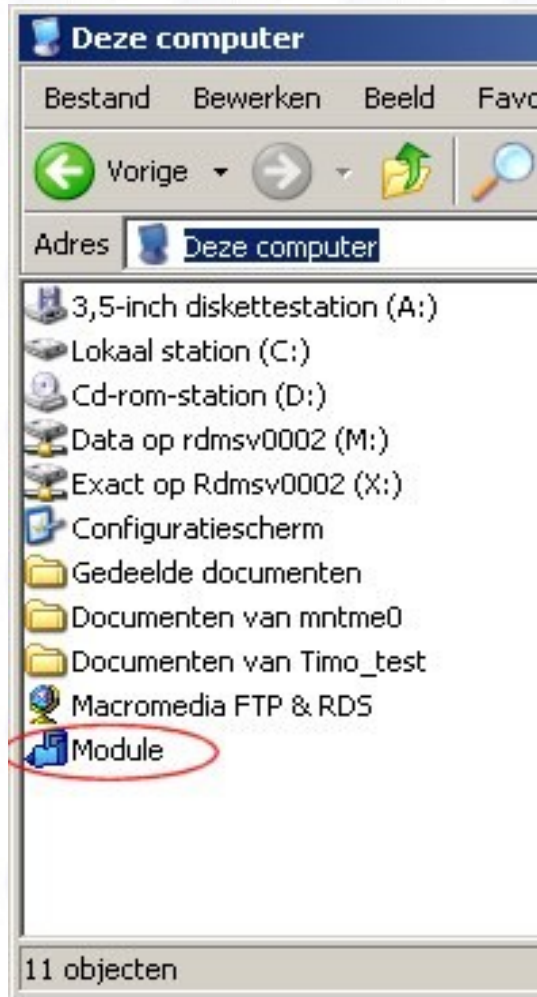 Deze computer
Bestand Bewerken Beeld Favo
Vorige
Adres Deze computer
3,5-inch diskettestation (A:)
Lokaal station (C:)
Cd-rom-station (D:)
Data op rdmsv0002 (M:)
Exact op Rdmsv0002 (X:)
Configuratiescherm
Gedeelde documenten
Documenten van mntme0
Documenten van Timo_test
Macromedia FTP & RDS
Module
11 objecten